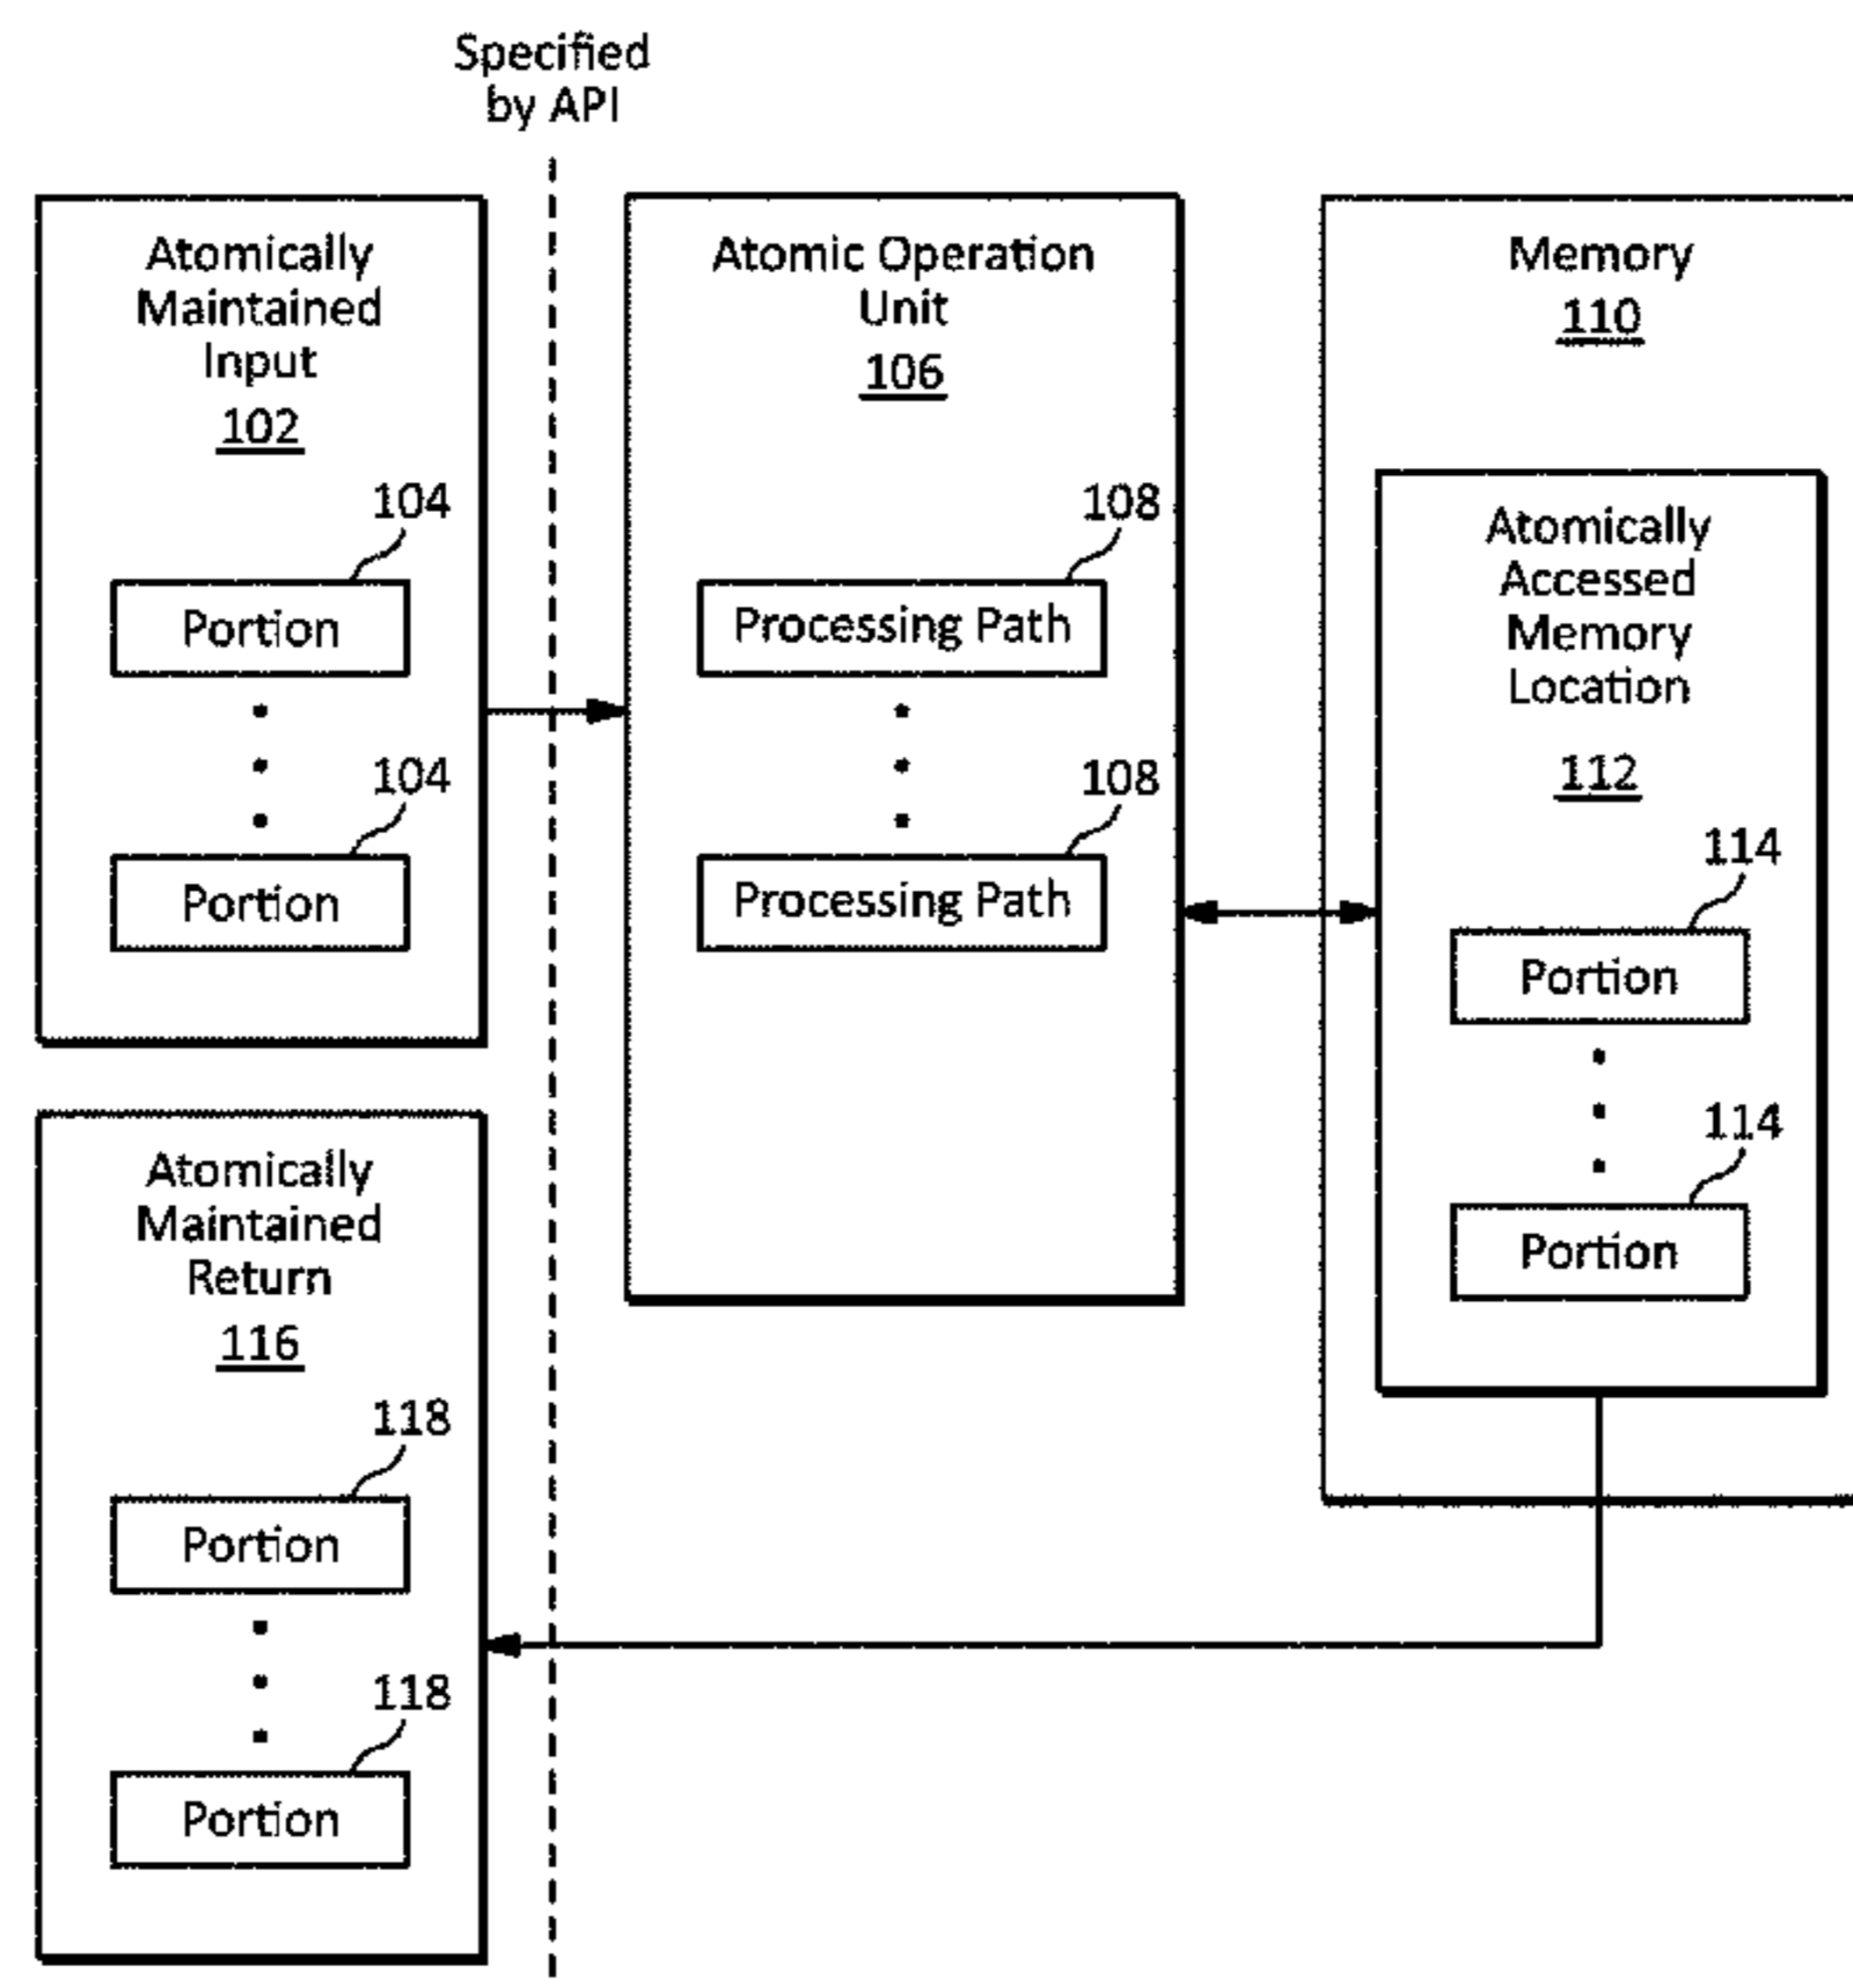 Specified
by API
Atomically
Maintained
Input
102
104
Portion
104
Portion
Atomic Operation
Unit
106
108
Processing Path
108
Processing Path
Memory
110
Atomically
Accessed
Memory
Location
112
114
Portion
114
Portion
Atomically
Maintained
Return
116
118
Portion
118
Portion